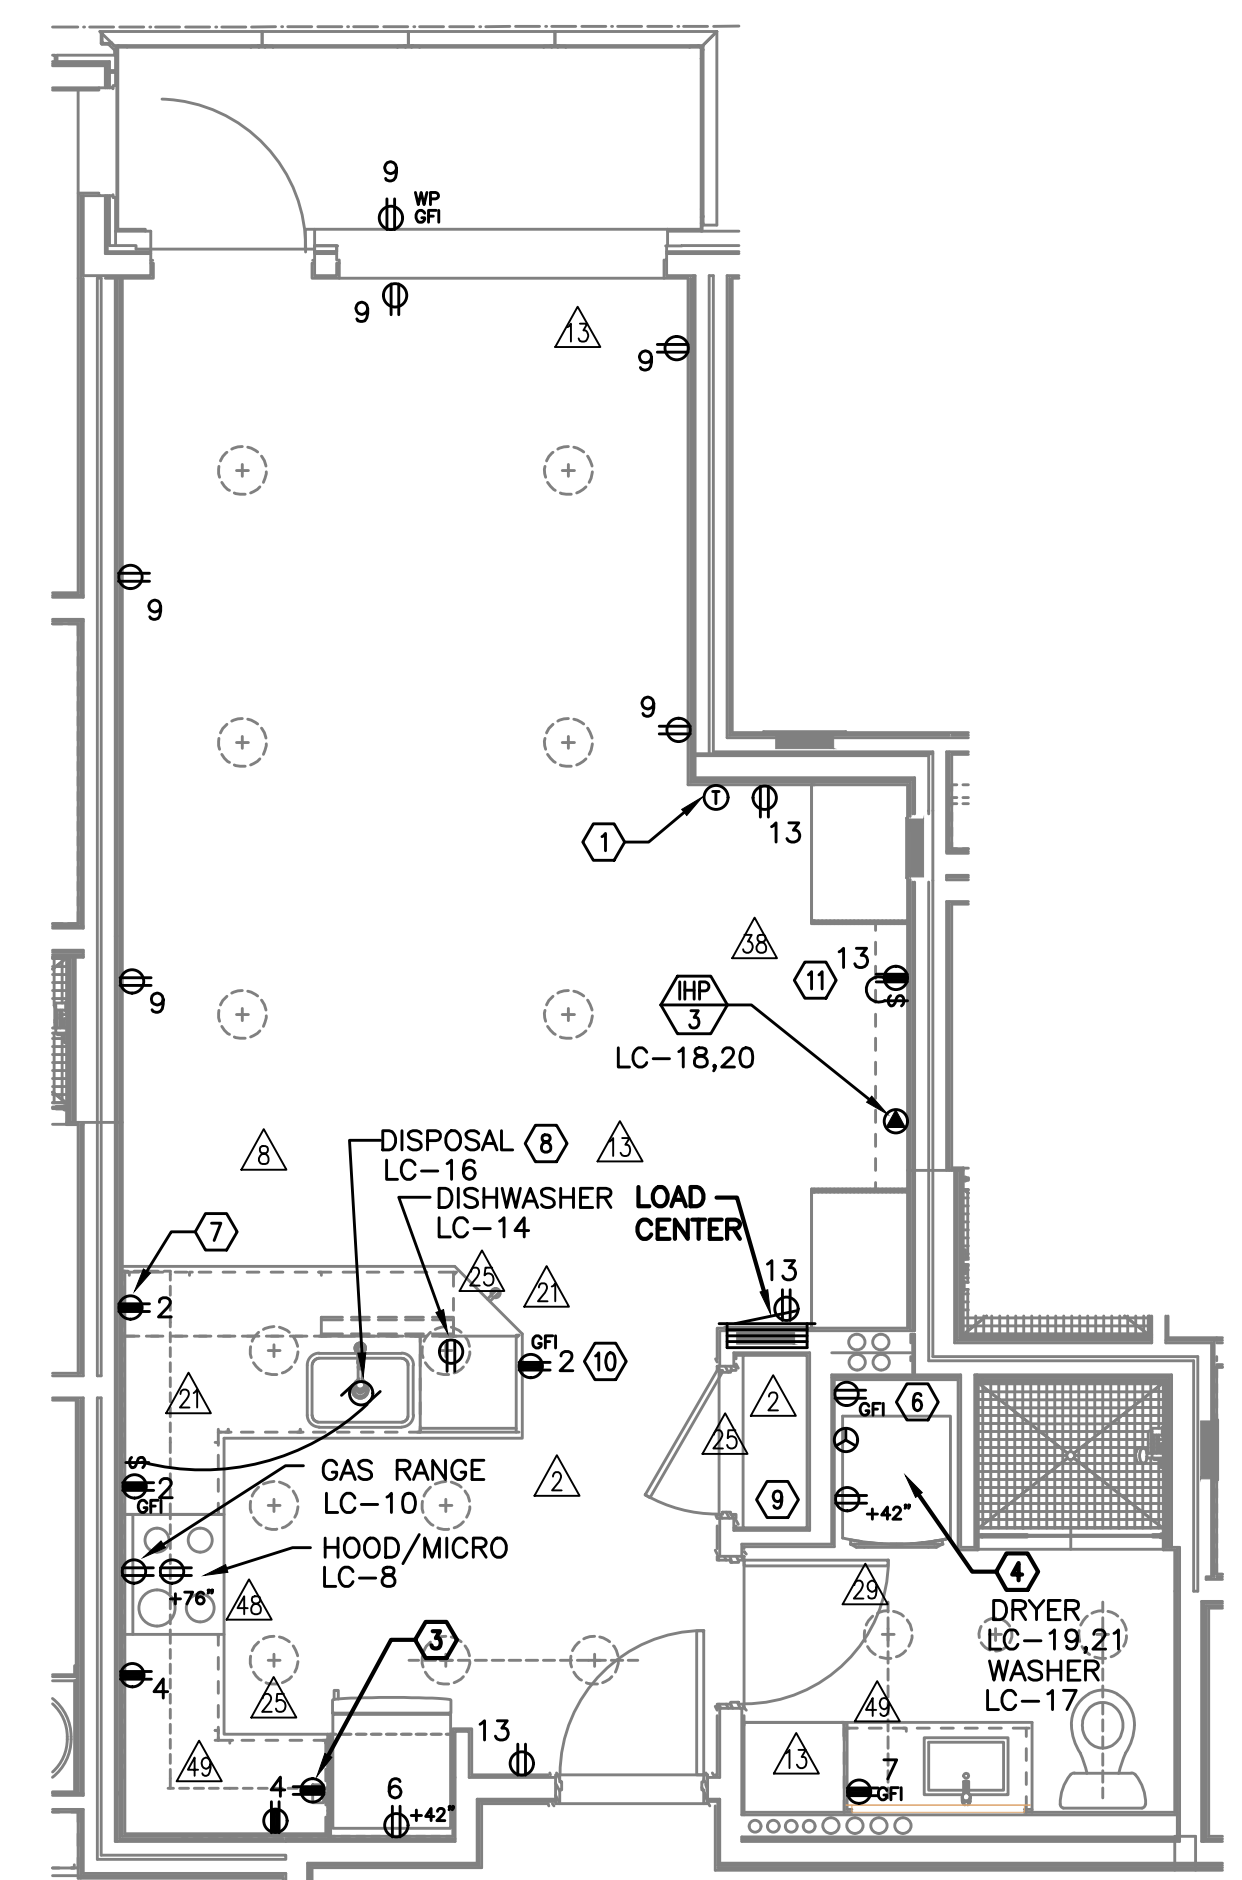 9
WP
GFI
9
13
9
9
9
T
1
13
38
13
11
S
IHP
3
LC-18,20
9
8
DISPOSAL 8
LC-16
13
DISHWASHER
LC-14
LOAD
CENTER
7
25
21
13
2
GFI
2 10
21
2
25
GFI
6
S
2
GFI
GAS RANGE
LC-10
2
9
+42"
HOOD/MICRO
LC-8
+76"
48
29
4
DRYER
LC-19,21
WASHER
LC-17
3
4
25
49
49
13
13
4
6
+42"
7
GFI